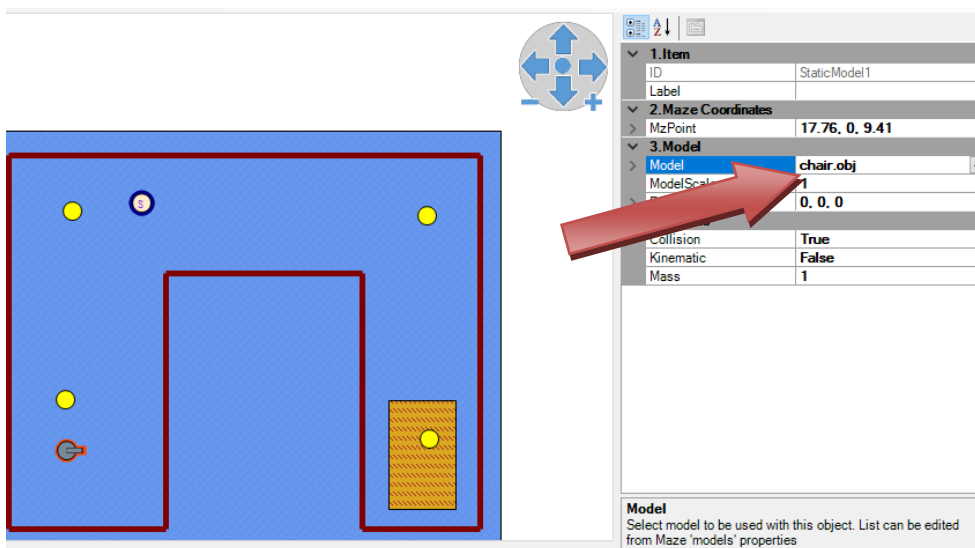 1.Item
ID StaticModel1
Label
2.Maze Coordinates
MzPoint 17.76, 0, 9.41
3.Model
Model chair.obj
ModelScale 1
0, 0, 0
Collision True
Kinematic False
Mass 1
S
Model
Select model to be used with this object. List can be edited
from Maze 'models' properties